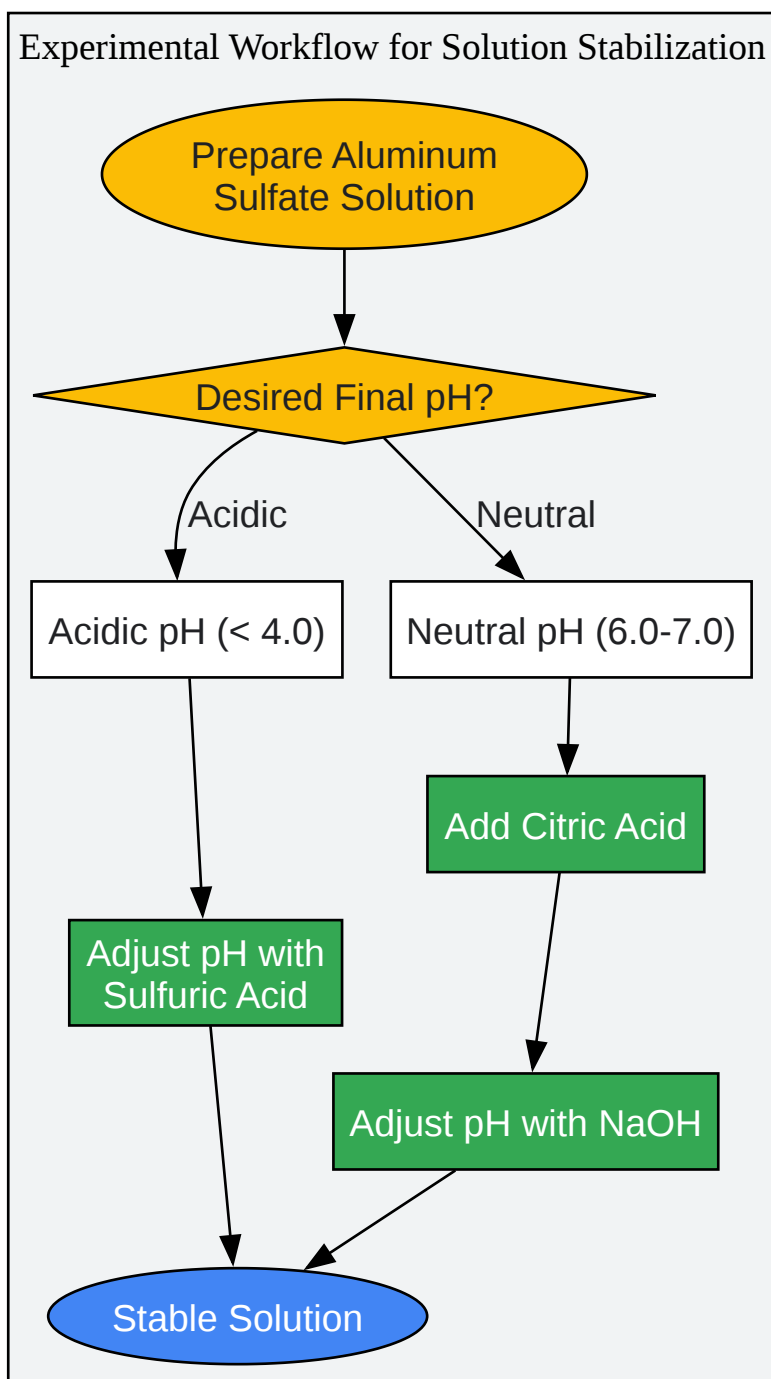 Experimental Workflow for Solution Stabilization
Prepare Aluminum
Sulfate Solution
Desired Final pH?
Acidic
Neutral
Acidic pH (< 4.0)
Neutral pH (6.0-7.0)
Add Citric Acid
Adjust pH with
Sulfuric Acid
Adjust pH with NaOH
Stable Solution